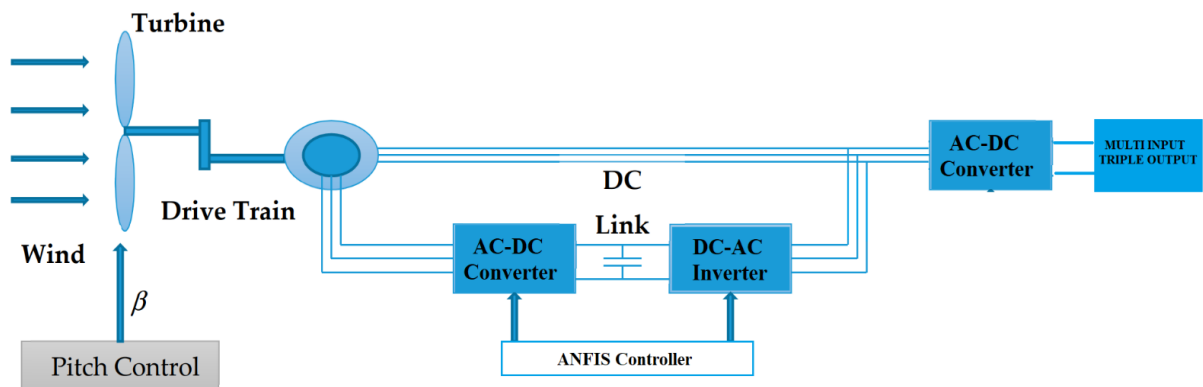 Turbine
Wind
Drive Train
β
Pitch Control
DC
Link
AC-DC
Converter
DC-AC
Inverter
ANFIS Controller
AC-DC
Converter
MULTI INPUT
TRIPLE OUTPUT